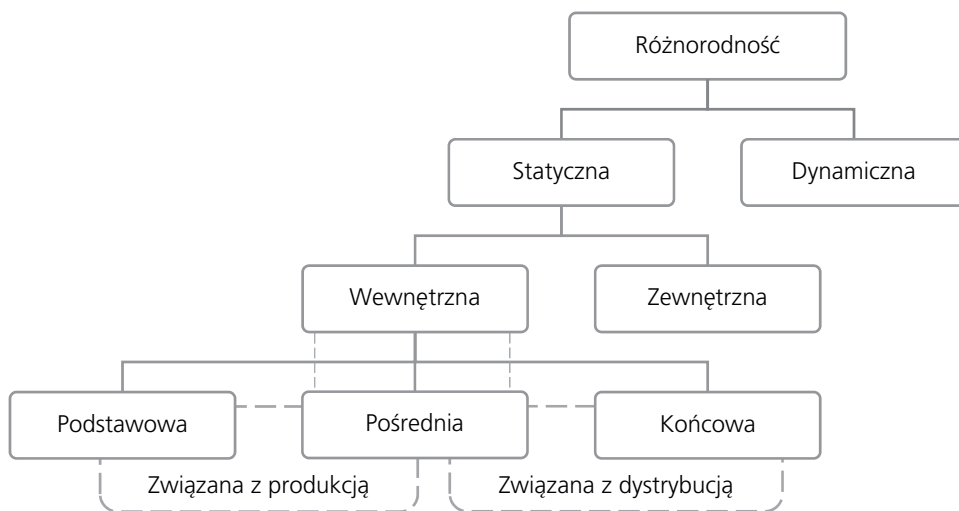 Różnorodność
Statyczna
Dynamiczna
Wewnętrzna
Zewnętrzna
Podstawowa
Pośrednia
Końcowa
Związana z produkcją
Związana z dystrybucją